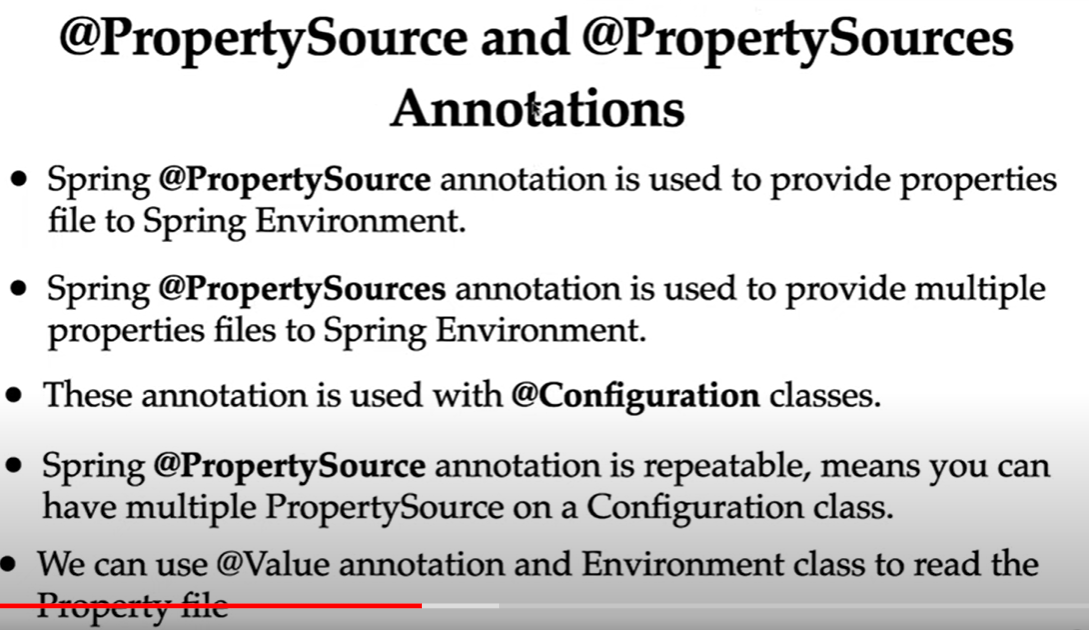 @PropertySource and @PropertySources
Annotations
• Spring @PropertySource annotation is used to provide properties
file to Spring Environment.
• Spring @PropertySources annotation is used to provide multiple
properties files to Spring Environment.
• These annotation is used with @Configuration classes.
• Spring @PropertySource annotation is repeatable, means you can
have multiple PropertySource on a Configuration class.
• We can use @Value annotation and Environment class to read the
Property file